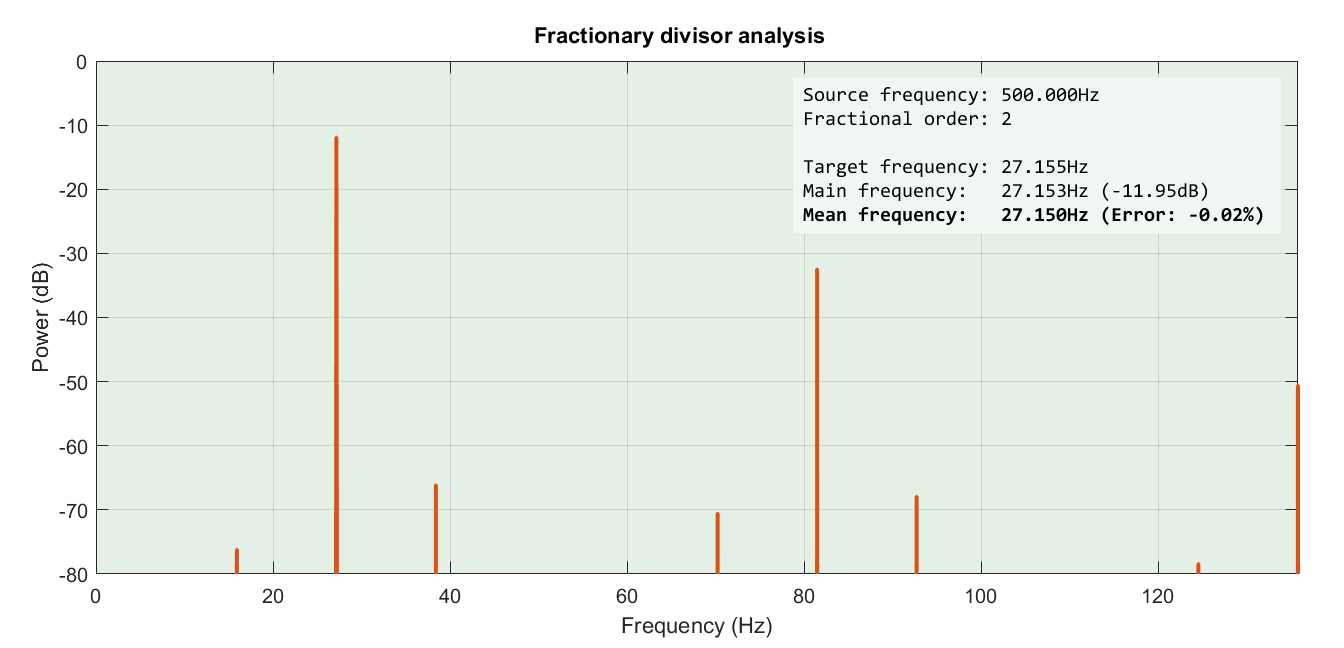 Fractionary divisor analysis
Source frequency: 500.000Hz
Fractional order: 2
Target frequency: 27.155Hz
Main frequency: 27.153Hz (-11.95dB)
Mean frequency: 27.150Hz (Error: -0.02%)
Power (dB)
0
-10
-20
-30
-40
-50
-60
-70
-80
0 20 40 60 80 100 120
Frequency (Hz)